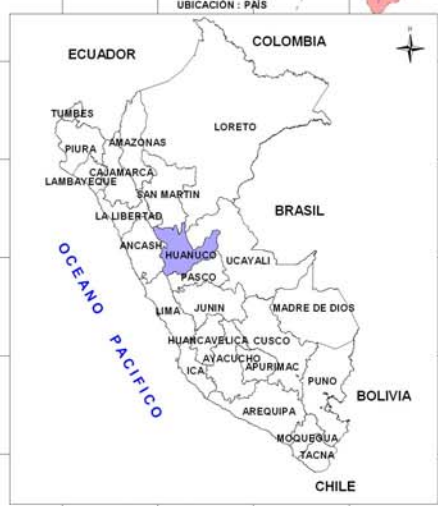 UBICACIÓN : PAÍS
N
ECUADOR
COLOMBIA
TUMBES
LORETO
PIURA
AMAZONAS
CAJAMARCA
LAMBAYEQUE
SAN MARTIN
LA LIBERTAD
BRASIL
ANCASH
HUANUCO
UCAYALI
PASCO
OCEANO PACIFICO
LIMA
JUNIN
MADRE DE DIOS
HUANCAVELICA
CUSCO
AYACUCHO
APURIMAC
ICA
PUNO
BOLIVIA
AREQUIPA
MOQUEGUA
TACNA
CHILE